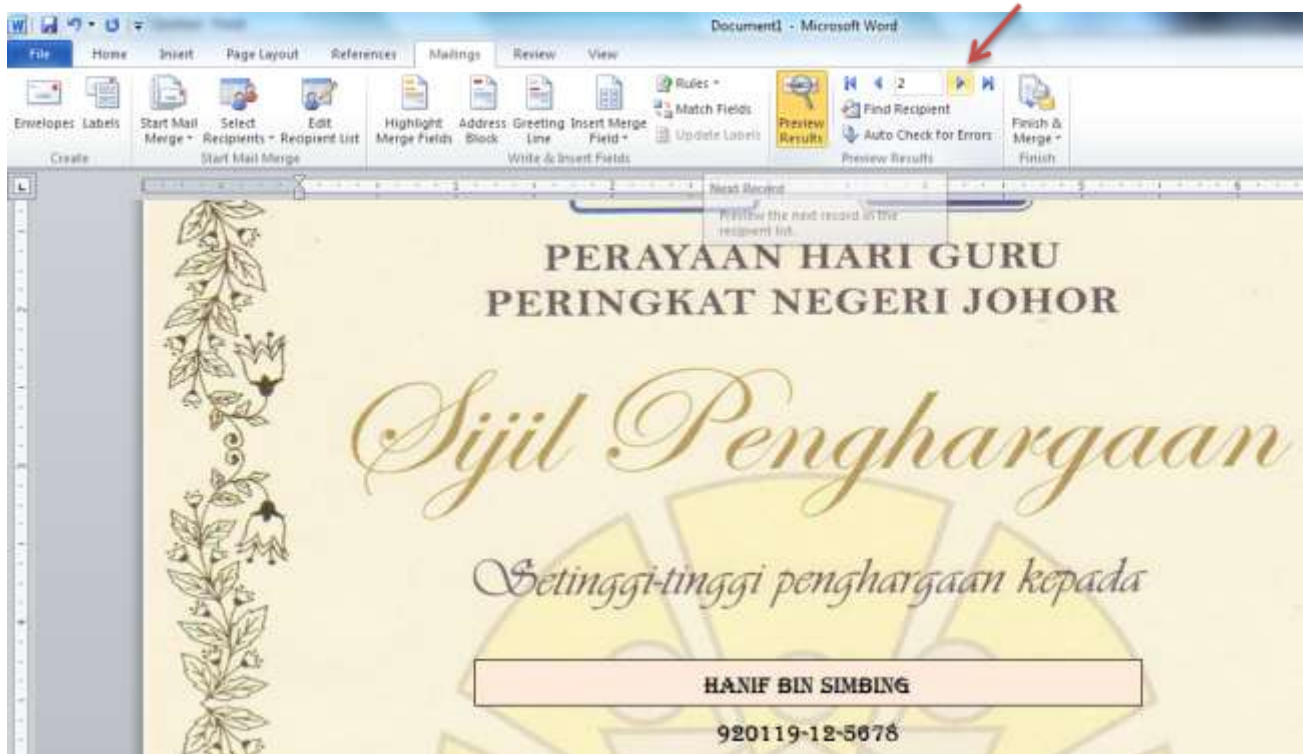 Document1 - Microsoft Word
File Home Insert Page Layout References Mailings Review View
Envelopes Labels Start Mail Merge Select Recipients Edit Recipient List Highlight Merge Fields Address Block Greeting Line Insert Merge Field Rules Match Fields Update Labels Preview Results 2 Find Recipient Auto Check for Errors Finish & Merge
Create Start Mail Merge Write & Insert Fields Preview Results Finish
Next Record
Preview the next record in the
recipient list.
PERAYAAN HARI GURU
PERINGKAT NEGERI JOHOR
Sijil Penghargaan
Setinggi-tinggi penghargaan kepada
HANIF BIN SIMBING
920119-12-5678